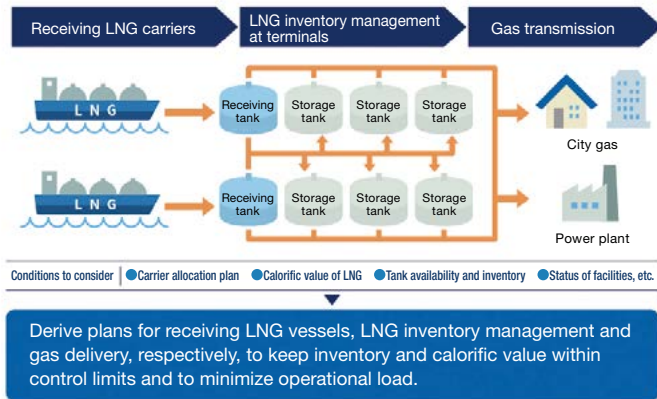 Receiving LNG carriers
LNG inventory management
at terminals
Gas transmission
LNG
Receiving
tank
Storage
tank
Storage
tank
Storage
tank
City gas
LNG
Receiving
tank
Storage
tank
Storage
tank
Storage
tank
Power plant
Conditions to consider ●Carrier allocation plan ●Calorific value of LNG ●Tank availability and inventory ●Status of facilities, etc.
Derive plans for receiving LNG vessels, LNG inventory management and
gas delivery, respectively, to keep inventory and calorific value within
control limits and to minimize operational load.